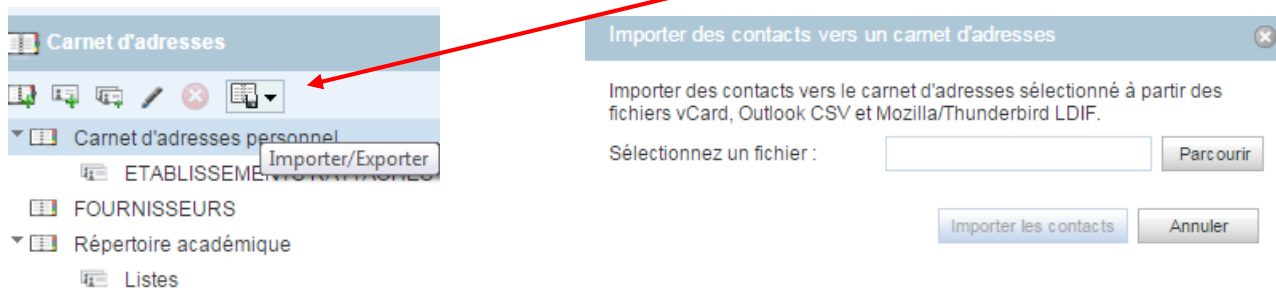 Carnet d'adresses
Carnet d'adresses personnel
Importer/Exporter
ETABLISSEMENTS RATTACHES
FOURNISSEURS
Répertoire académique
Listes
Importer des contacts vers un carnet d'adresses
Importer des contacts vers le carnet d'adresses sélectionné à partir des
fichiers vCard, Outlook CSV et Mozilla/Thunderbird LDIF.
Sélectionnez un fichier :
Parcourir
Importer les contacts
Annuler